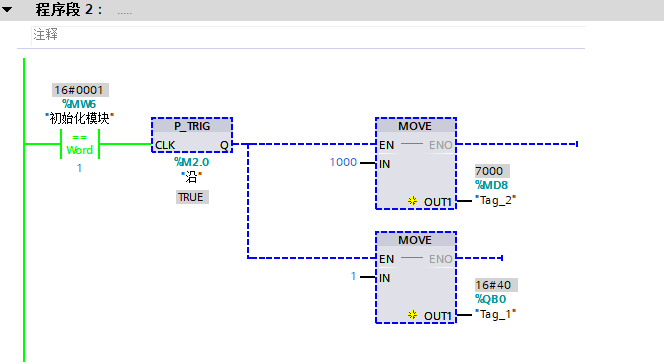 程序段 2： .....
注释
16#0001
%MW6
"初始化模块"
==
Word
1
P_TRIG
CLK Q
%M2.0
"沿"
TRUE
MOVE
EN ENO
1000 IN
OUT1
7000
%MD8
"Tag_2"
MOVE
EN ENO
1 IN
OUT1
16#40
%QB0
"Tag_1"